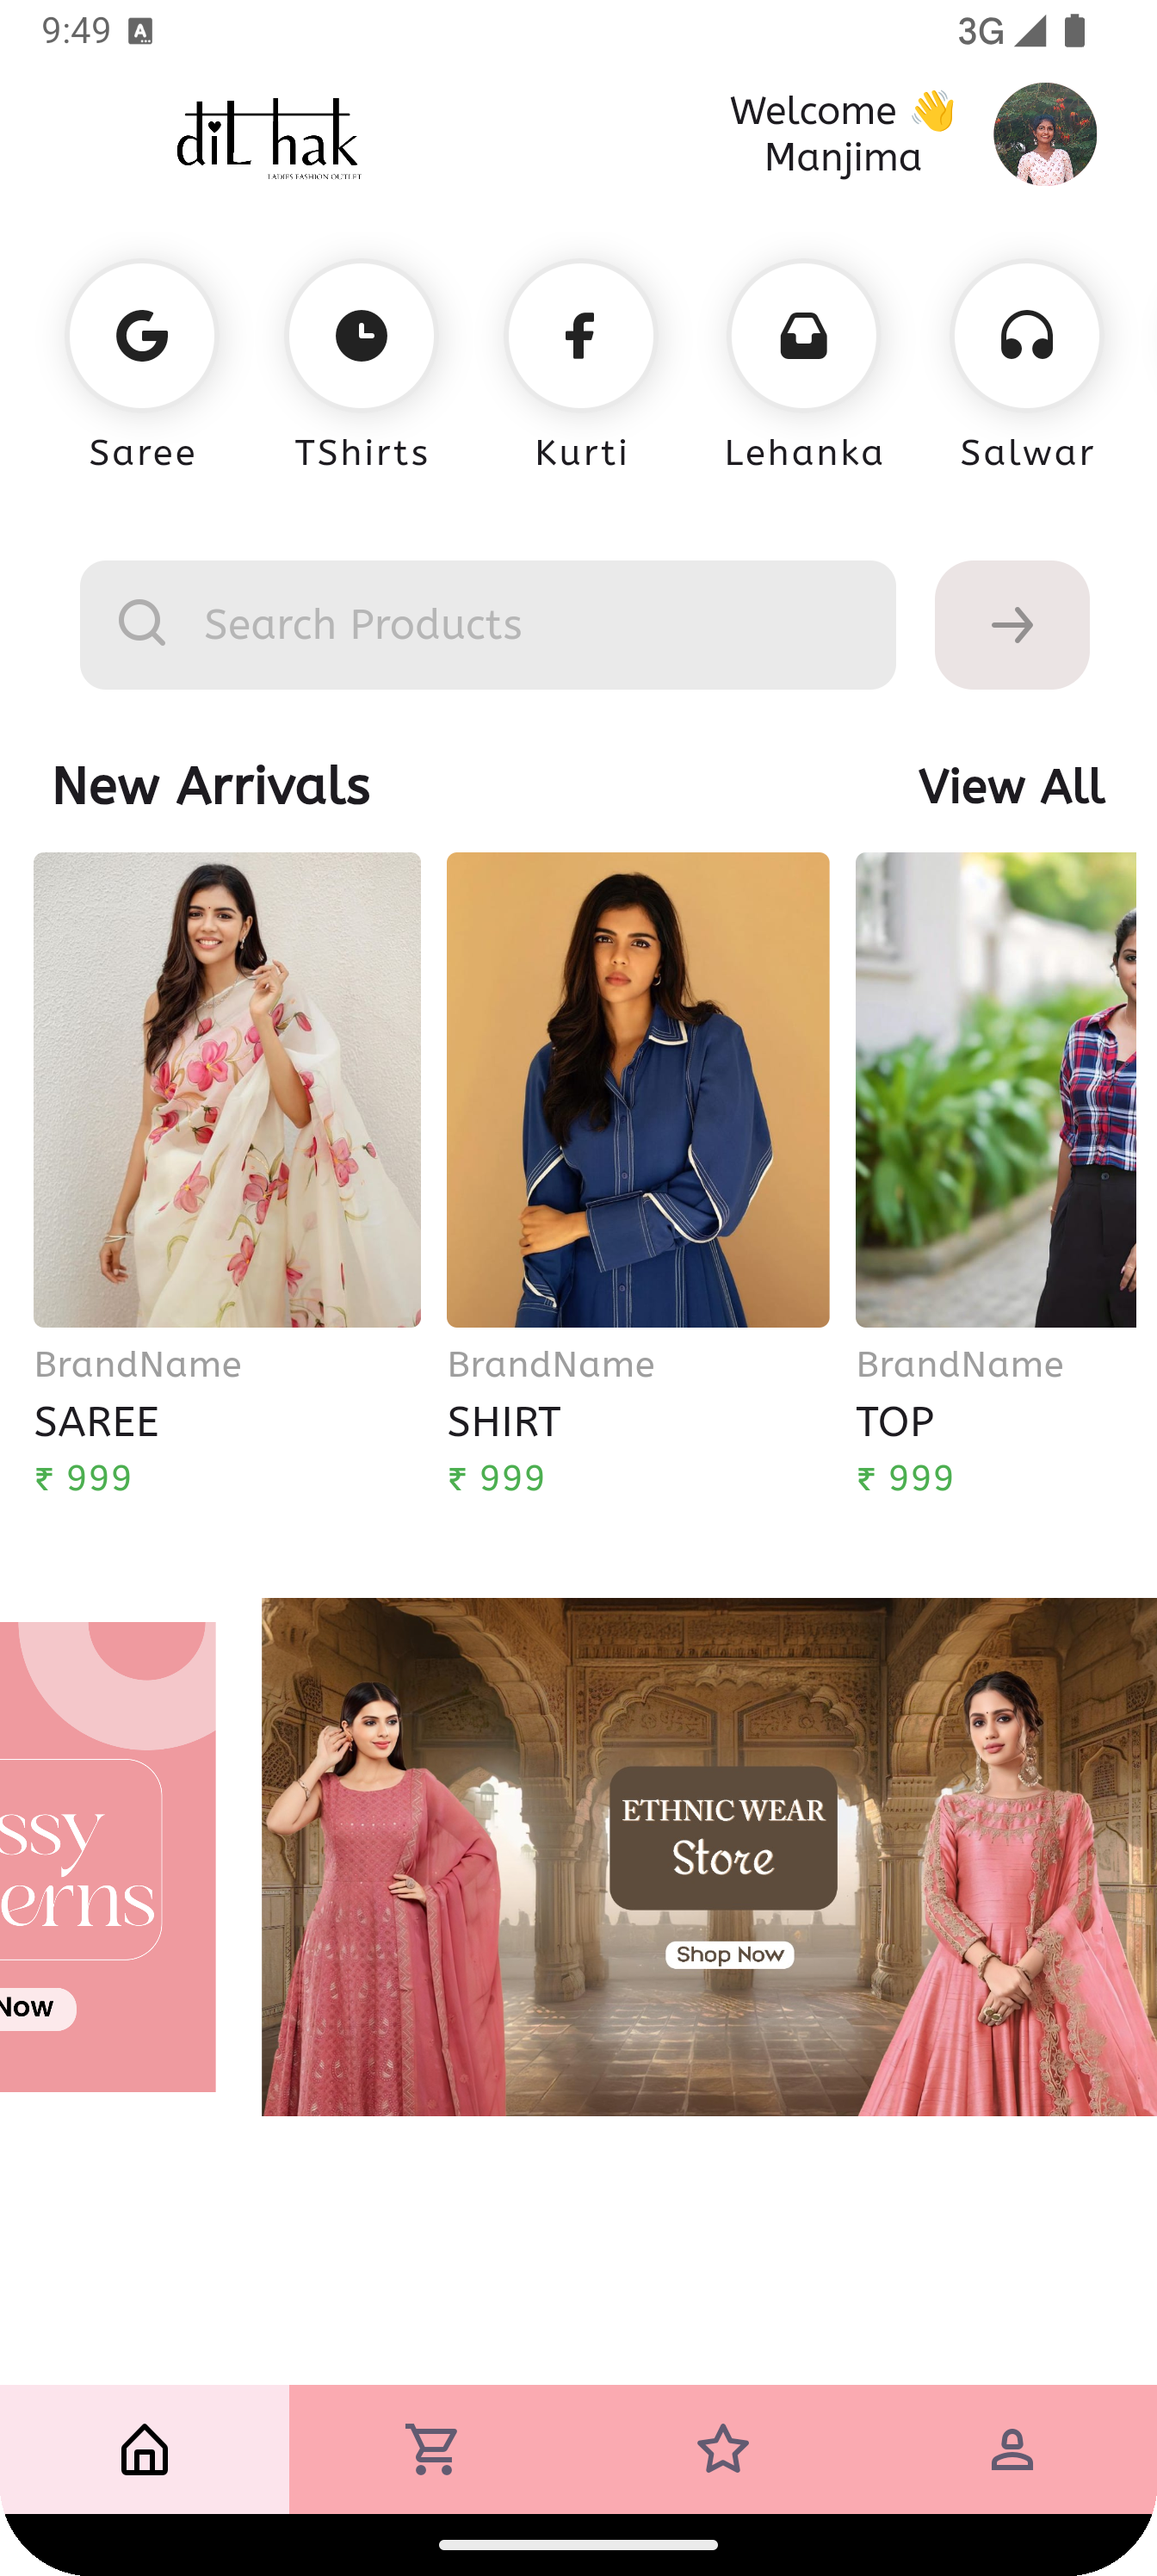 9:49
3G
diL hak
LADIES FASHION OUTLET
Welcome 👋
Manjima
Saree
TShirts
Kurti
Lehanka
Salwar
Search Products
New Arrivals
View All
BrandName
SAREE
₹ 999
BrandName
SHIRT
₹ 999
BrandName
TOP
₹ 999
ssy
erns
Now
ETHNIC WEAR
Store
Shop Now